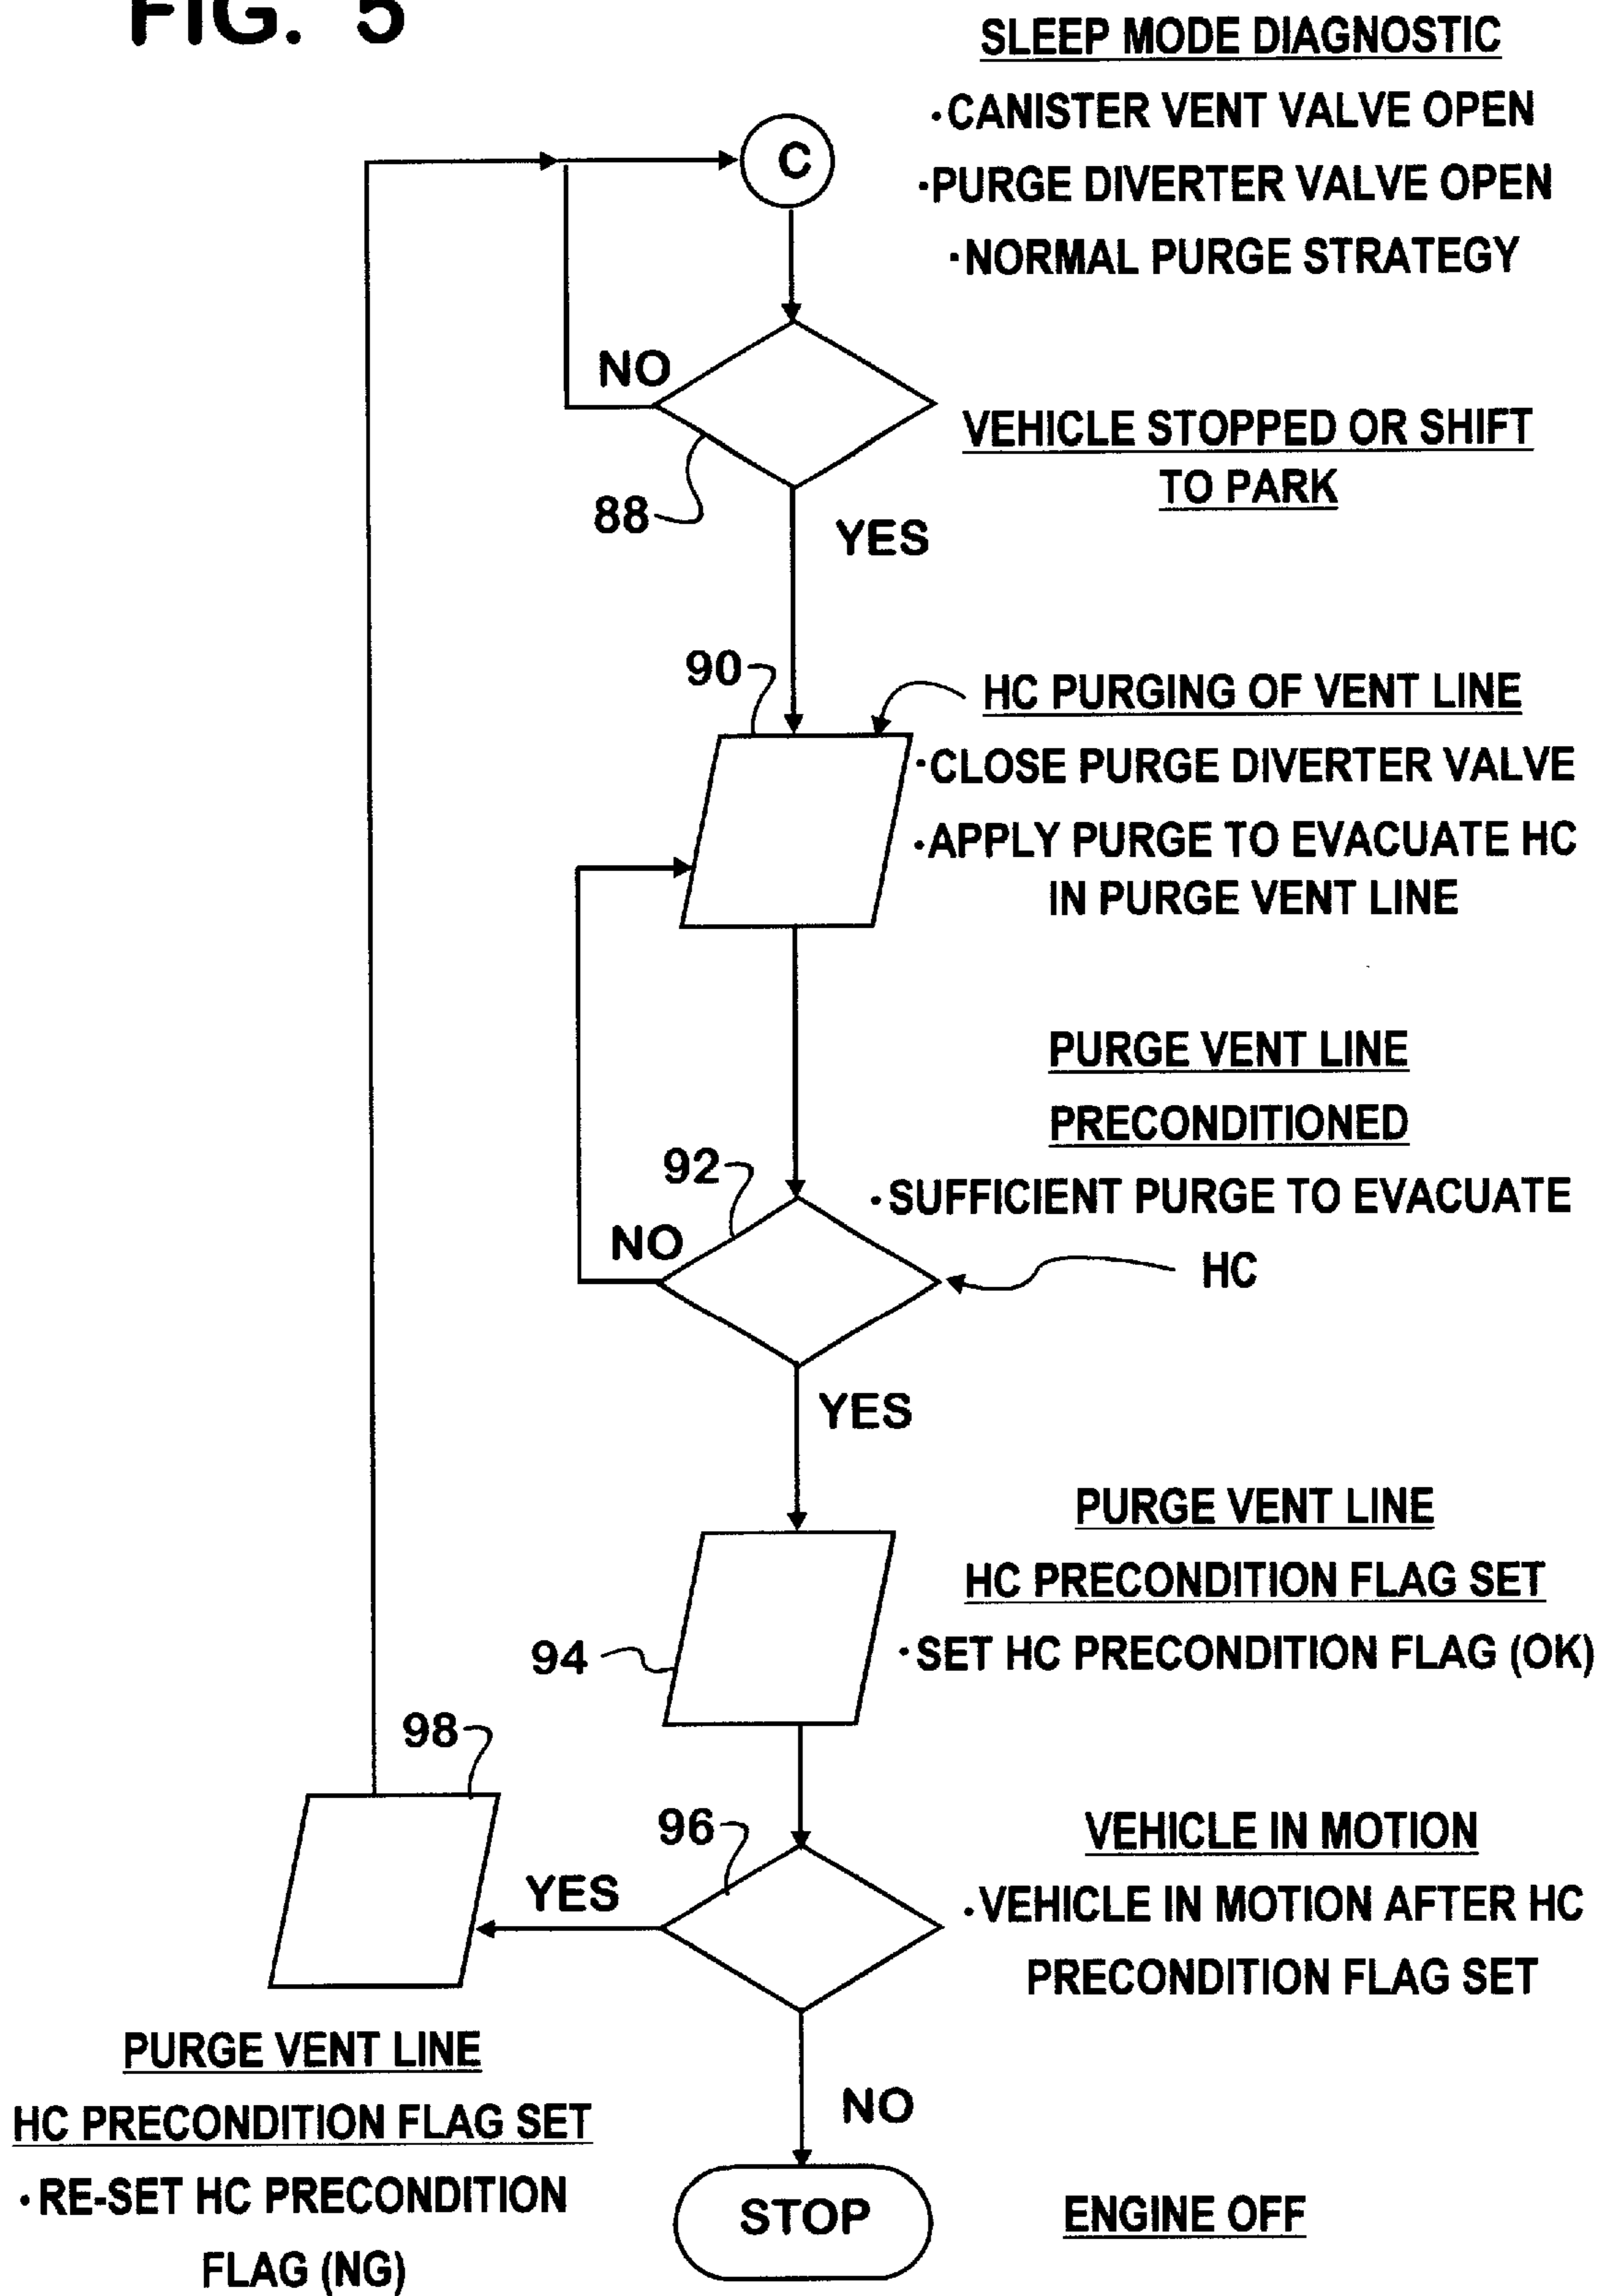 FIG. 5
SLEEP MODE DIAGNOSTIC
·CANISTER VENT VALVE OPEN
·PURGE DIVERTER VALVE OPEN
·NORMAL PURGE STRATEGY
C
NO
VEHICLE STOPPED OR SHIFT
TO PARK
88
YES
90
HC PURGING OF VENT LINE
·CLOSE PURGE DIVERTER VALVE
·APPLY PURGE TO EVACUATE HC
IN PURGE VENT LINE
PURGE VENT LINE
PRECONDITIONED
92
·SUFFICIENT PURGE TO EVACUATE
NO
HC
YES
PURGE VENT LINE
HC PRECONDITION FLAG SET
94
·SET HC PRECONDITION FLAG (OK)
98
96
VEHICLE IN MOTION
YES
·VEHICLE IN MOTION AFTER HC
PRECONDITION FLAG SET
PURGE VENT LINE
HC PRECONDITION FLAG SET
·RE-SET HC PRECONDITION
FLAG (NG)
NO
STOP
ENGINE OFF